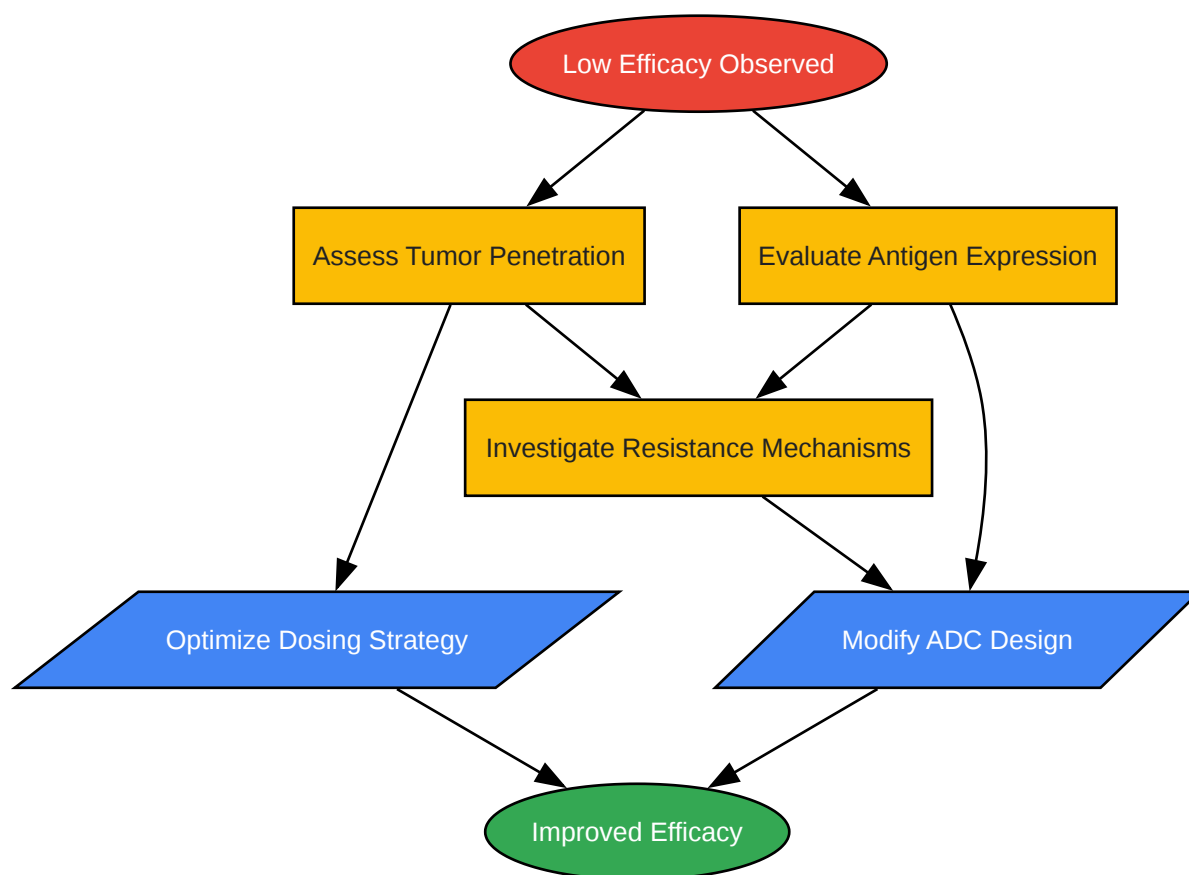 Low Efficacy Observed
Assess Tumor Penetration
Evaluate Antigen Expression
Investigate Resistance Mechanisms
Optimize Dosing Strategy
Modify ADC Design
Improved Efficacy